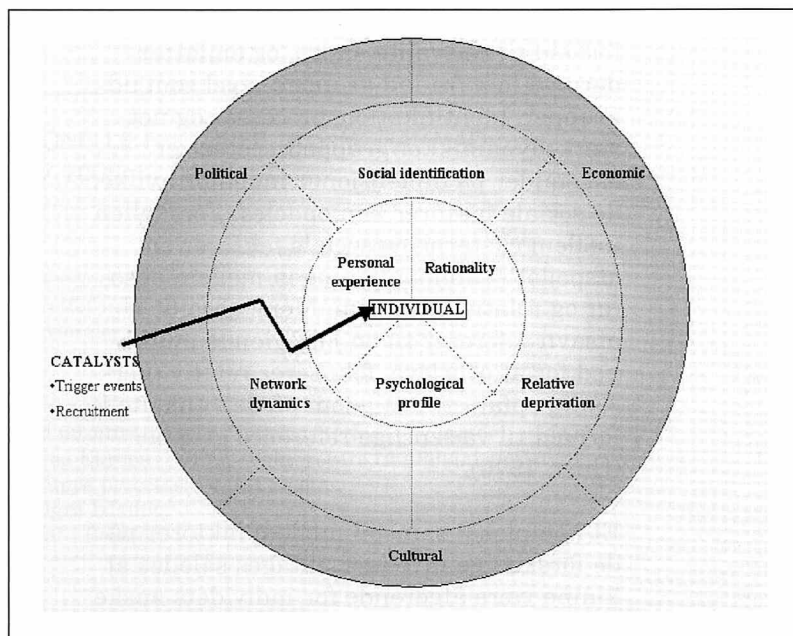 Political
Social identification
Economic
Personal
experience
Rationality
INDIVIDUAL
CATALYSTS
•Trigger events
•Recruitment
Network
dynamics
Psychological
profile
Relative
deprivation
Cultural